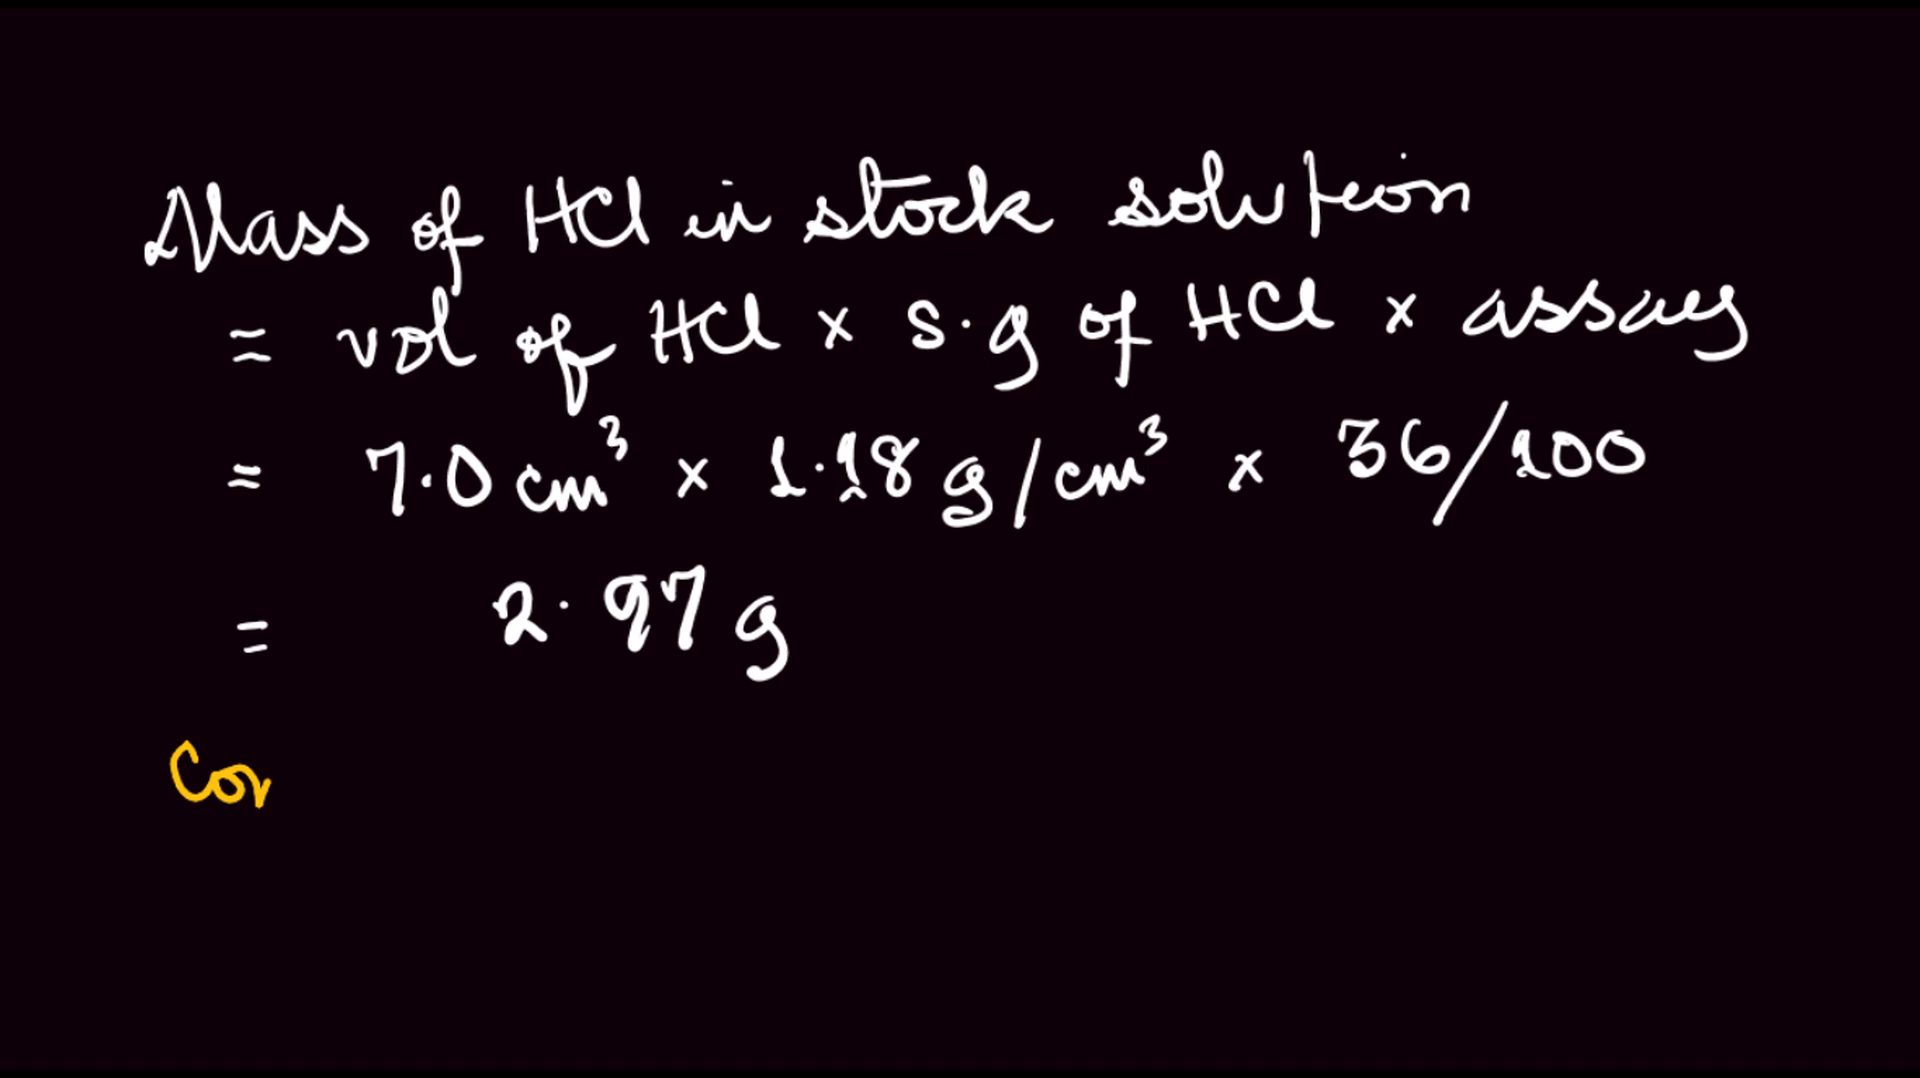 Mass of HCl in stock solution
= vol of HCl x s.g of HCl x assay
= 7.0 cm³ x 1.18 g/cm³ x 36/100
= 2.97 g
Con